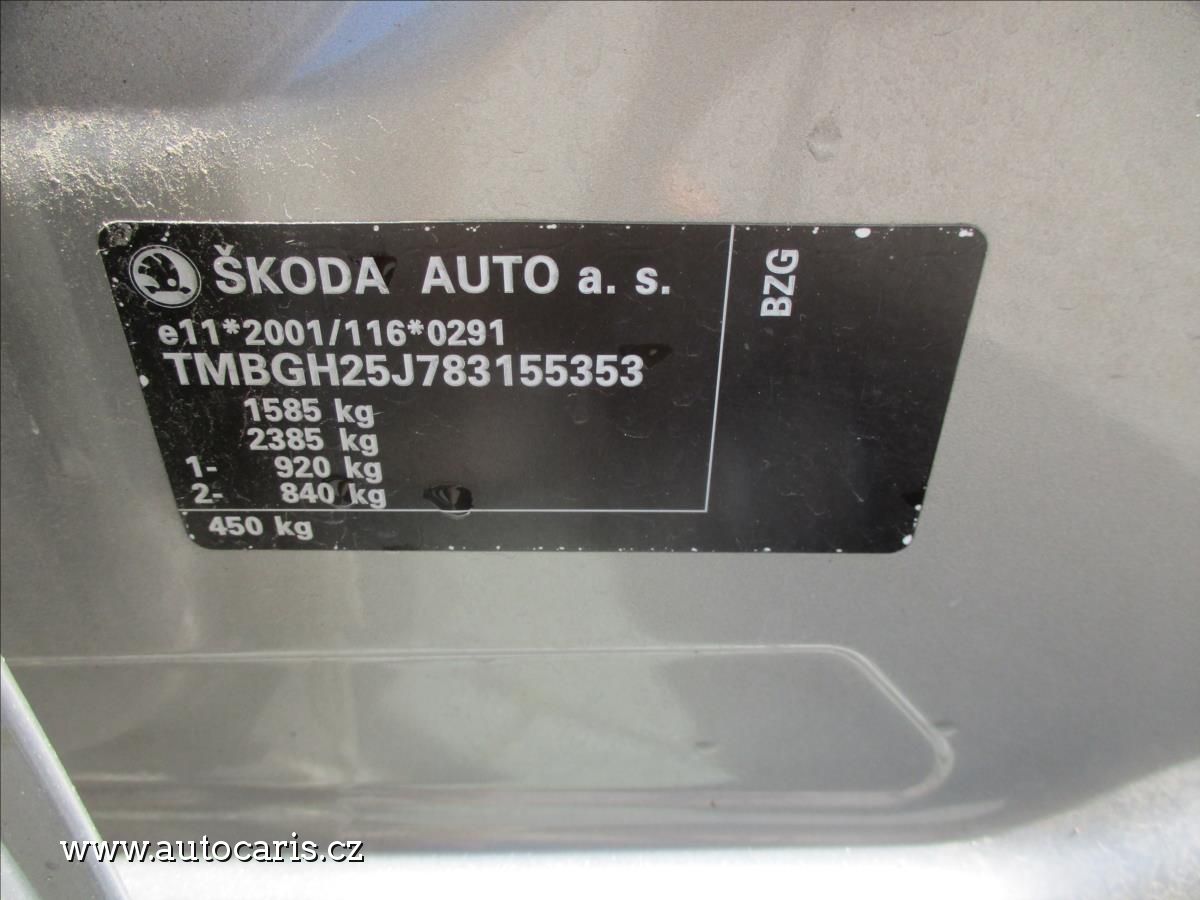 ŠKODA AUTO a. s.
e11*2001/116*0291
TMBGH25J783155353
1585 kg
2385 kg
1- 920 kg
2- 840 kg
450 kg
BZG
www.autocaris.cz